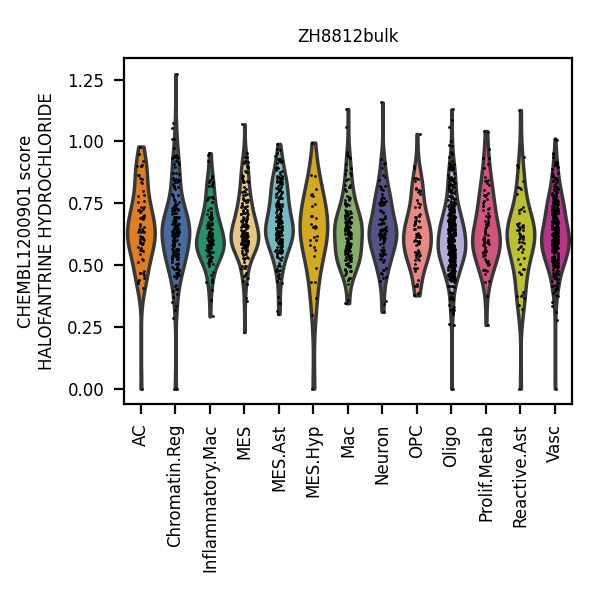 ZH8812bulk
CHEMBL1200901 score
HALOFANTRINE HYDROCHLORIDE
1.25
1.00
0.75
0.50
0.25
0.00
AC
Chromatin.Reg
Inflammatory.Mac
MES
MES.Ast
MES.Hyp
Mac
Neuron
OPC
Oligo
Prolif.Metab
Reactive.Ast
Vasc